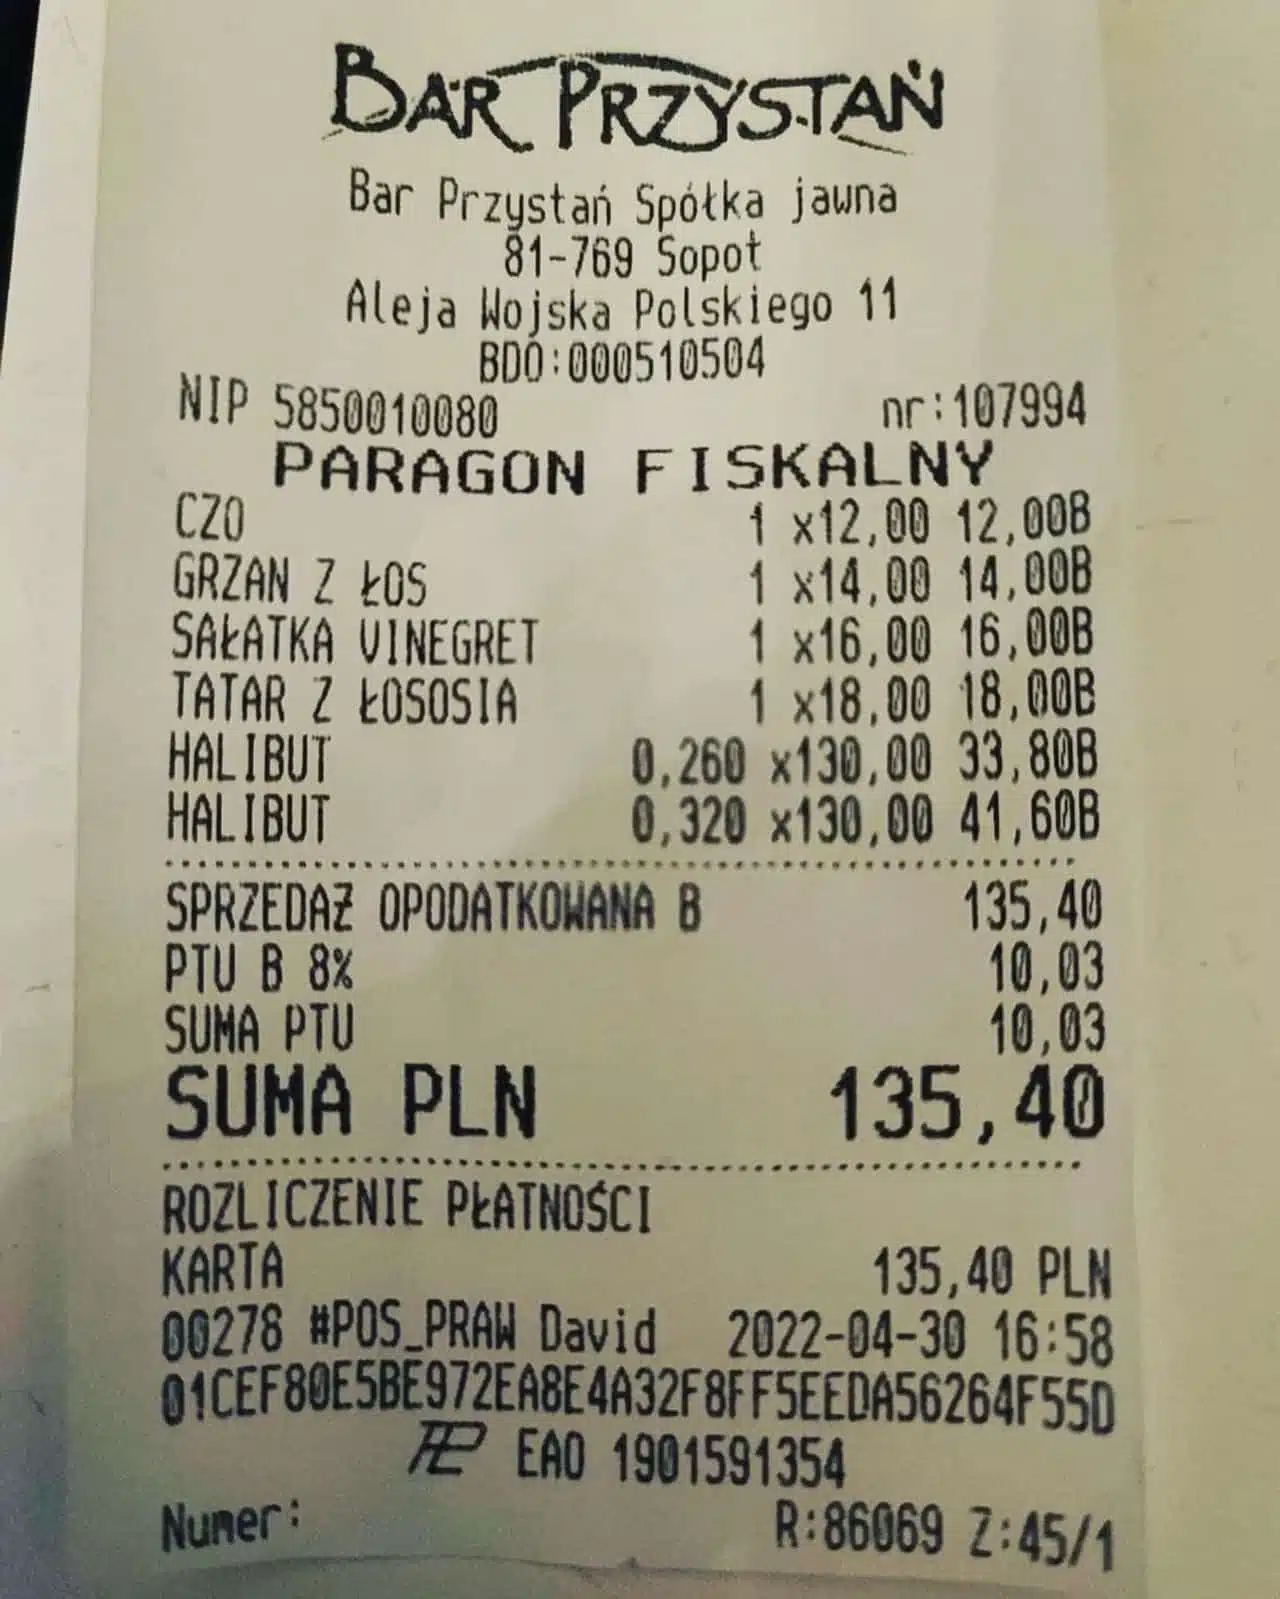 BAR PRZYSTAŃ
Bar Przystań Spółka jawna
81-769 Sopot
Aleja Wojska Polskiego 11
BDO:000510504
NIP 5850010080 nr:107994
PARAGON FISKALNY
CZO 1 x12,00 12,00B
GRZAN Z ŁOS 1 x14,00 14,00B
SAŁATKA VINEGRET 1 x16,00 16,00B
TATAR Z ŁOSOSIA 1 x18,00 18,00B
HALIBUT 0,260 x130,00 33,80B
HALIBUT 0,320 x130,00 41,60B
SPRZEDAŻ OPODATKOWANA B 135,40
PTU B 8% 10,03
SUMA PTU 10,03
SUMA PLN 135,40
ROZLICZENIE PŁATNOŚCI
KARTA 135,40 PLN
00278 #POS_PRAW David 2022-04-30 16:58
01CEF80E5BE972EA8E4A32F8FF5EEDA56264F55D
EAO 1901591354
Numer: R:86069 Z:45/1